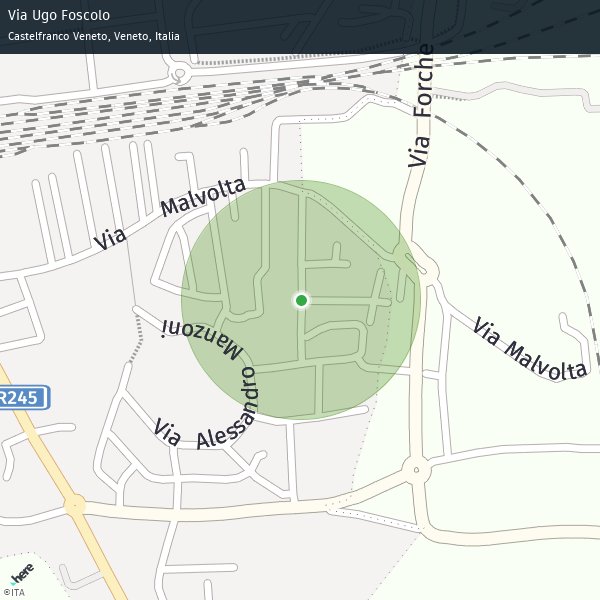 Via Ugo Foscolo
Castelfranco Veneto, Veneto, Italia
Via Forche
Via Malvolta
Via Alessandro Manzoni
Via Malvolta
R245
here
©ITA